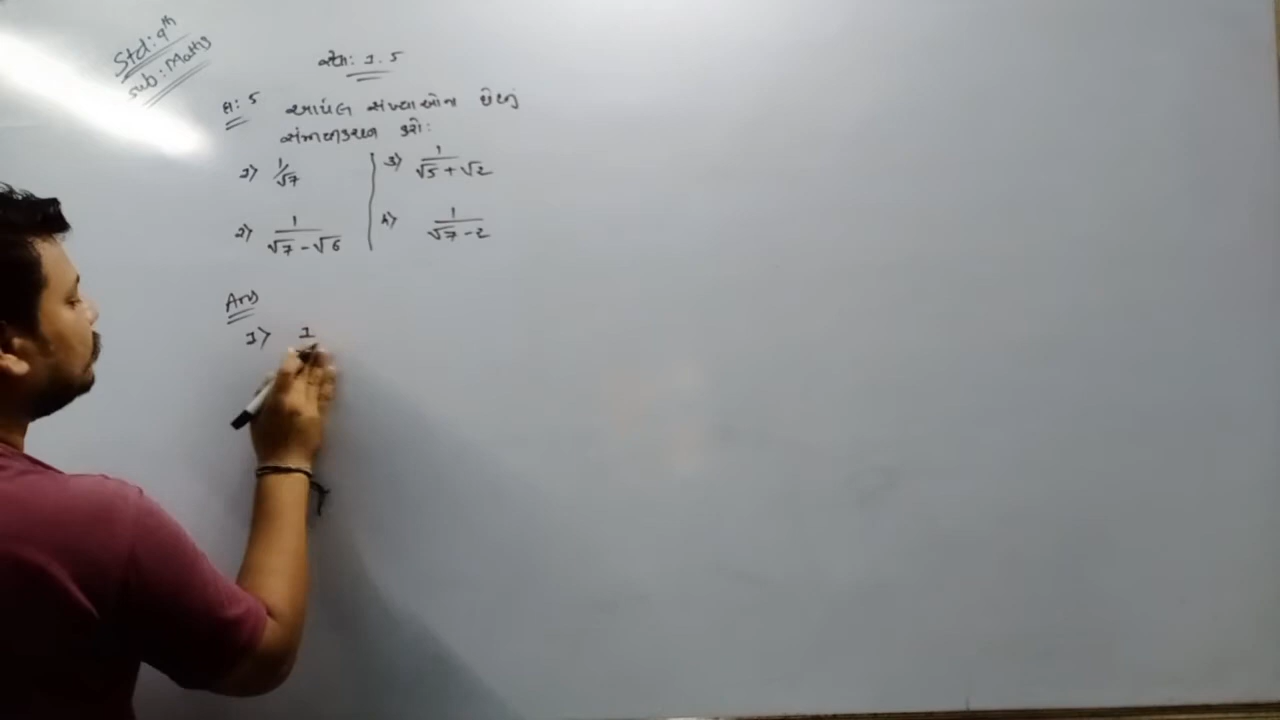 Std: 9th
Sub: Maths
સ્વા: 1.5
પ્ર: 5 આપેલ સંખ્યાઓના છેદનું
સંમેયકરણ કરો:
1) 1/√7
2) 1/(√7 - √6)
3) 1/(√5 + √2)
4) 1/(√7 - 2)
Ans
1) 1